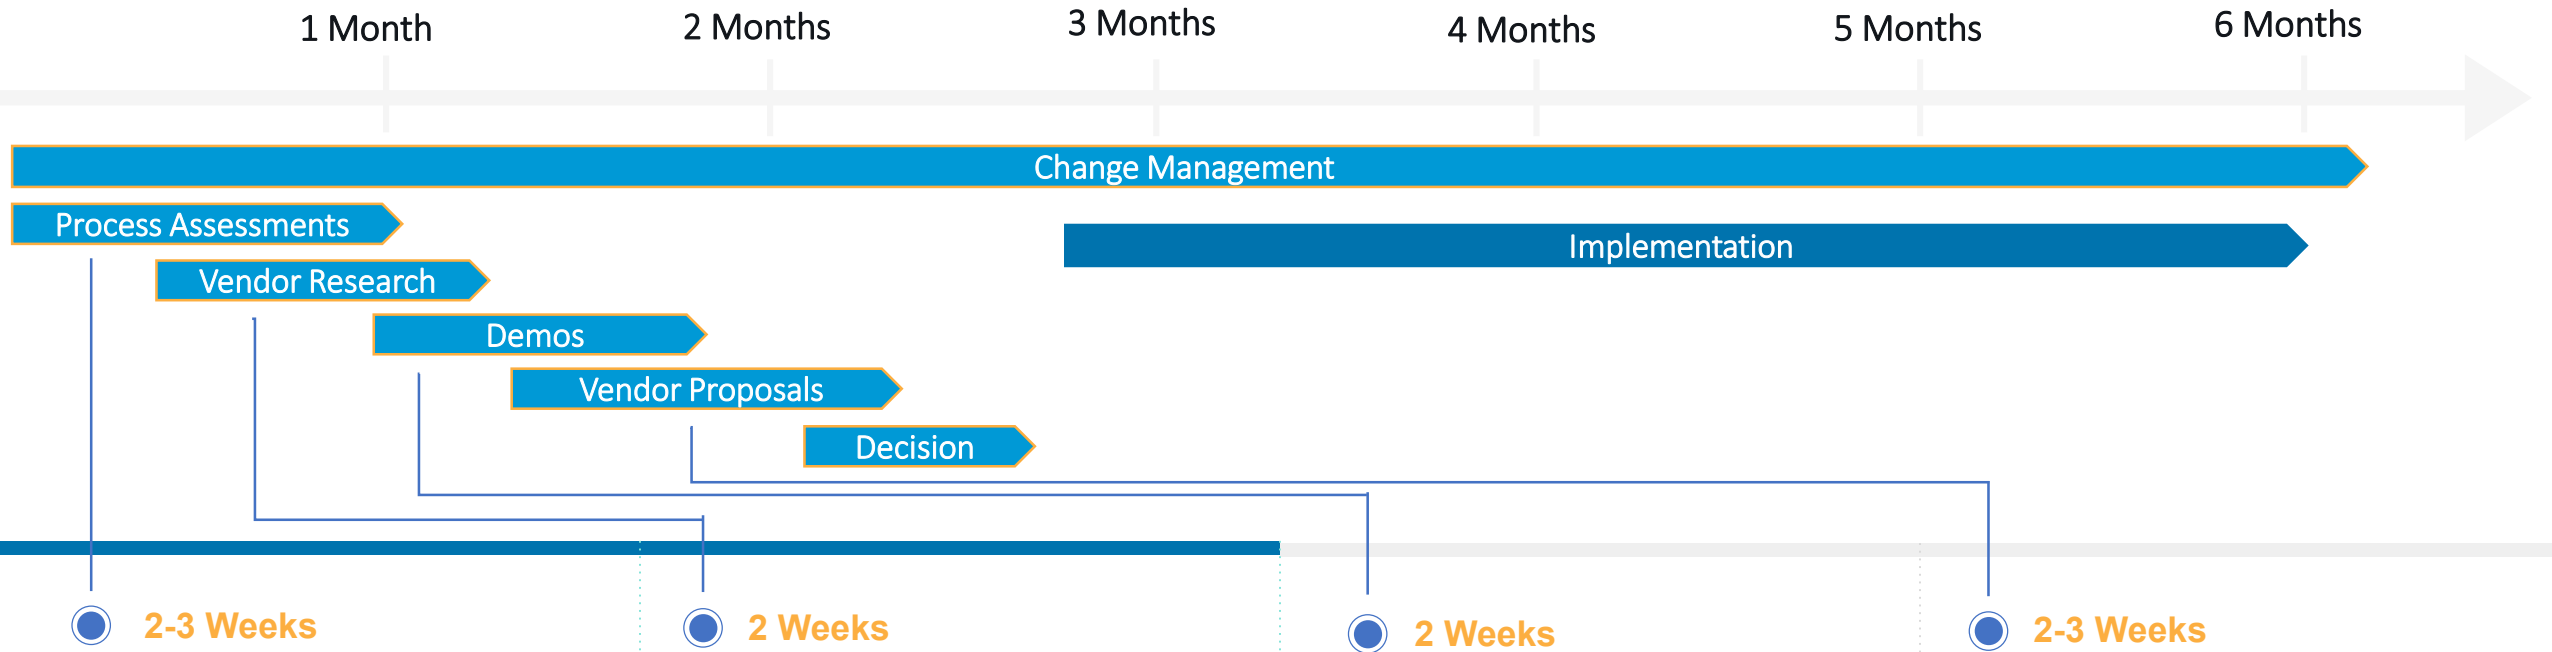 1 Month
2 Months
3 Months
4 Months
5 Months
6 Months
Change Management
Process Assessments
Implementation
Vendor Research
Demos
Vendor Proposals
Decision
2-3 Weeks
2 Weeks
2 Weeks
2-3 Weeks